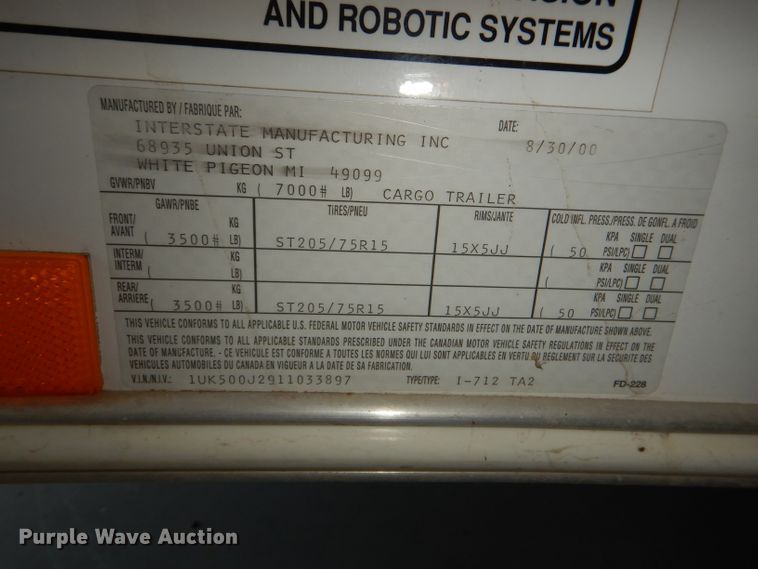 AND ROBOTIC SYSTEMS
MANUFACTURED BY / FABRIQUE PAR:
DATE:
INTERSTATE MANUFACTURING INC
8/30/00
68935 UNION ST
WHITE PIGEON MI 49099
GVWR/PNBV KG ( 7000# LB) CARGO TRAILER
GAWR/PNBE TIRES/PNEU RIMS/JANTE COLD INFL. PRESS./PRESS. DE GONFL. A FROID
FRONT/ KG KPA SINGLE DUAL
AVANT ( 3500# LB) ST205/75R15 15X5JJ ( 50 PSI/LPC)
INTERM/ KG KPA SINGLE DUAL
INTERM ( LB) ( PSI/LPC)
REAR/ KG KPA SINGLE DUAL
ARRIÈRE ( 3500# LB) ST205/75R15 15X5JJ ( 50 PSI/LPC)
THIS VEHICLE CONFORMS TO ALL APPLICABLE U.S. FEDERAL MOTOR VEHICLE SAFETY STANDARDS IN EFFECT ON THE DATE OF MANUFACTURE SHOWN ABOVE.
THIS VEHICLE CONFORMS TO ALL APPLICABLE STANDARDS PRESCRIBED UNDER THE CANADIAN MOTOR VEHICLE SAFETY REGULATIONS IN EFFECT ON THE
DATE OF MANUFACTURE. - CE VEHICULE EST CONFORME A TOUTES LES NORMES QUI LUI SONT APPLICABLES EN VERTU DU REGLEMENT SUR LA SECURITE DES
VEHICULES AUTOMOBILES DU CANADA EN VIGUEUR A LA DATE DE SA FABRICATION.
V.I.N./N.I.V.: 1UK500J2911033897 TYPE/TYPE: I-712 TA2 FD-228
Purple Wave Auction